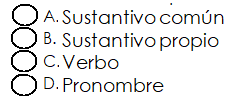 A. Sustantivo común
B. Sustantivo propio
C. Verbo
D. Pronombre